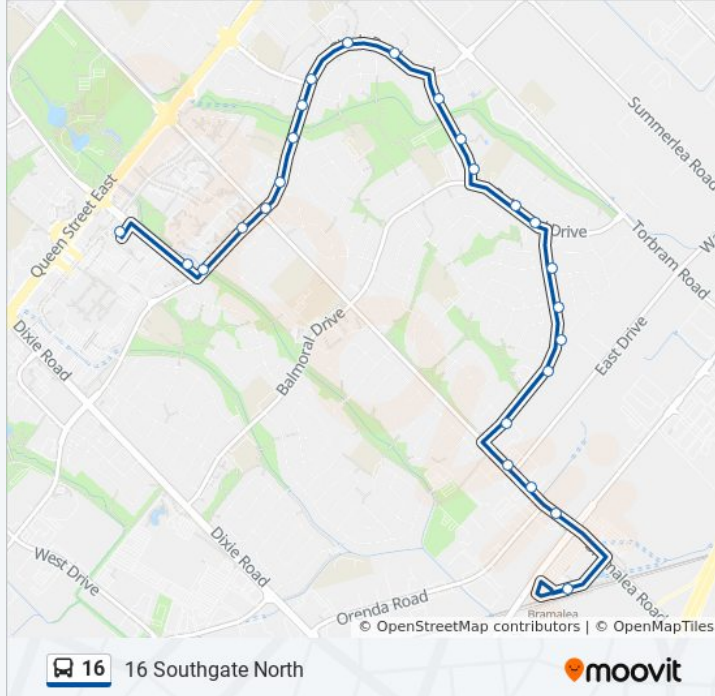 Summerlea Road
Queen Street East
Drive
Torbram Road
Dixie Road
Balmoral Drive
East Drive
West Drive
Dixie Road
Orenda Road
Bramalea
malea Road
© OpenStreetMap contributors | © OpenMapTiles
16 16 Southgate North moovit